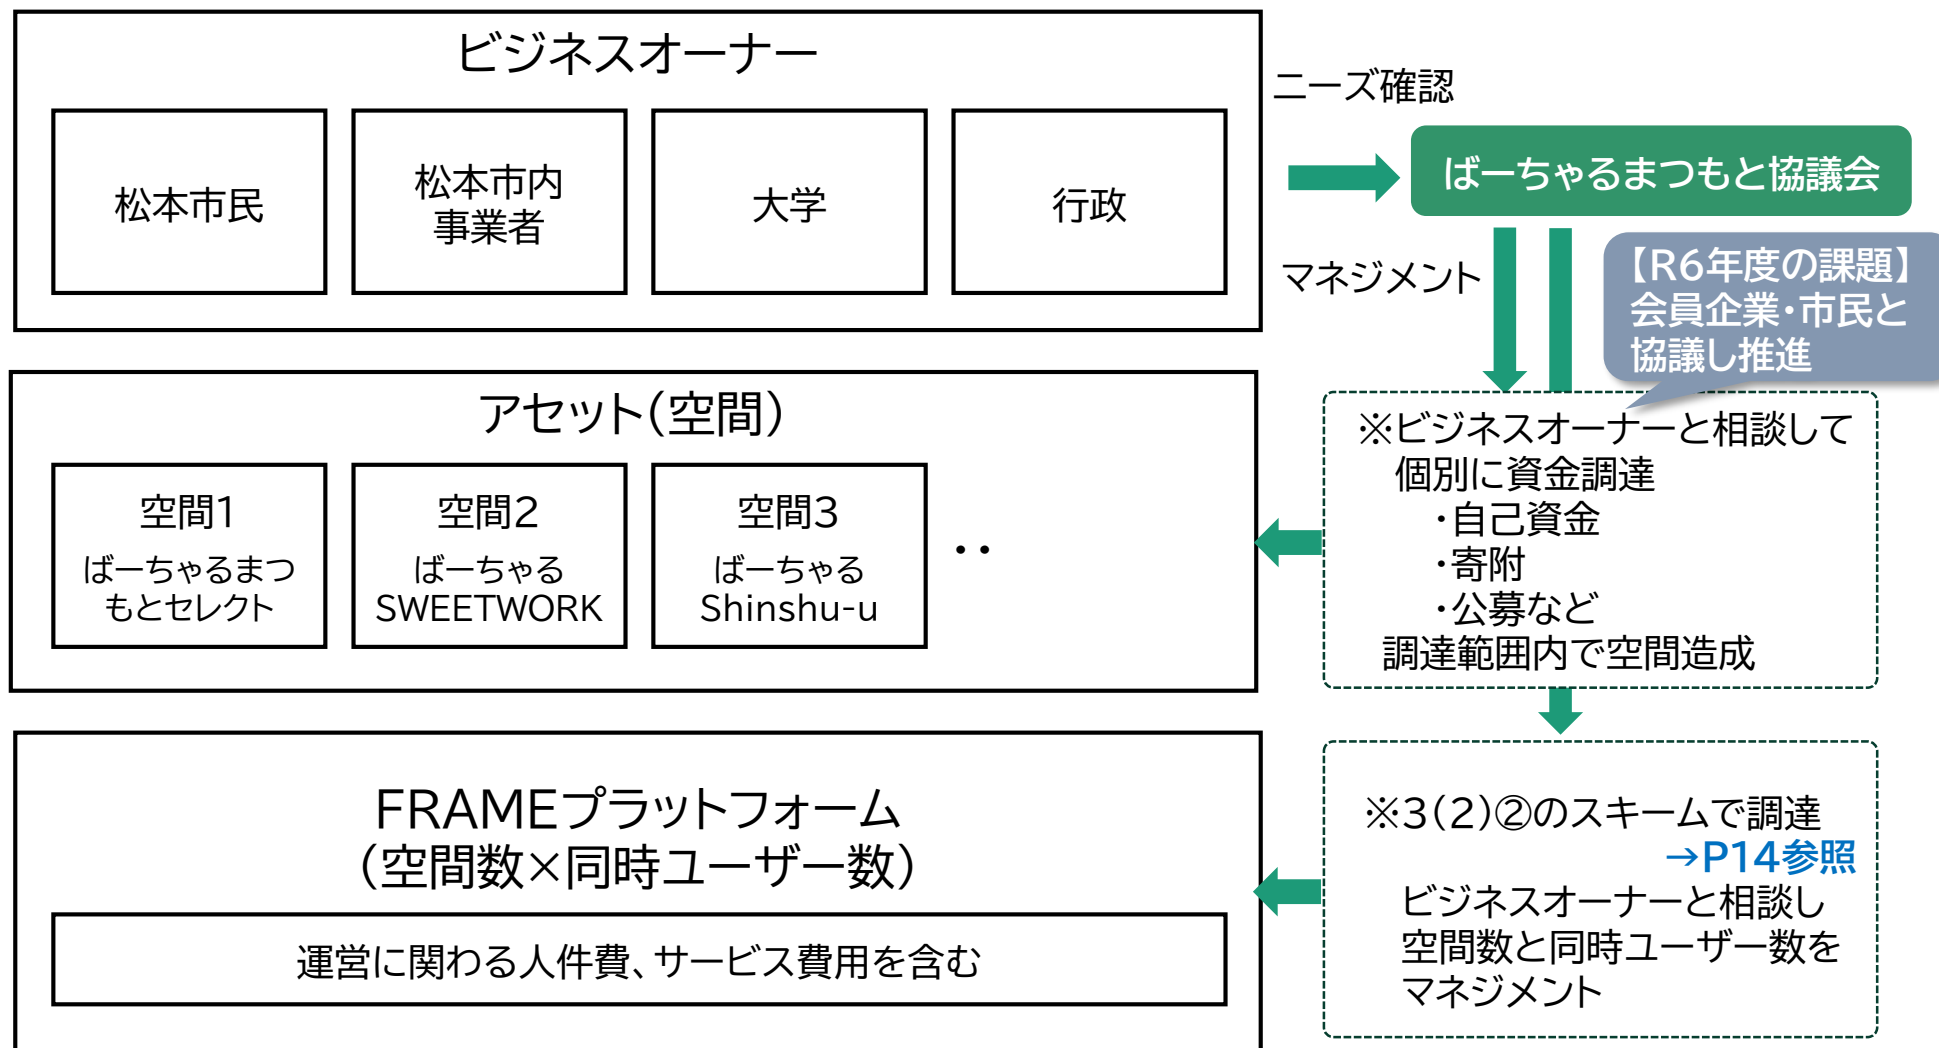 ビジネスオーナー
松本市民
松本市内
事業者
大学
行政
ニーズ確認
ばーちゃるまつもと協議会
マネジメント
【R6年度の課題】
会員企業・市民と
協議し推進
アセット(空間)
空間1
ばーちゃるまつ
もとセレクト
空間2
ばーちゃる
SWEETWORK
空間3
ばーちゃる
Shinshu-u
・・
※ビジネスオーナーと相談して
個別に資金調達
・自己資金
・寄附
・公募など
調達範囲内で空間造成
FRAMEプラットフォーム
(空間数×同時ユーザー数)
運営に関わる人件費、サービス費用を含む
※3(2)②のスキームで調達
→P14参照
ビジネスオーナーと相談し
空間数と同時ユーザー数を
マネジメント